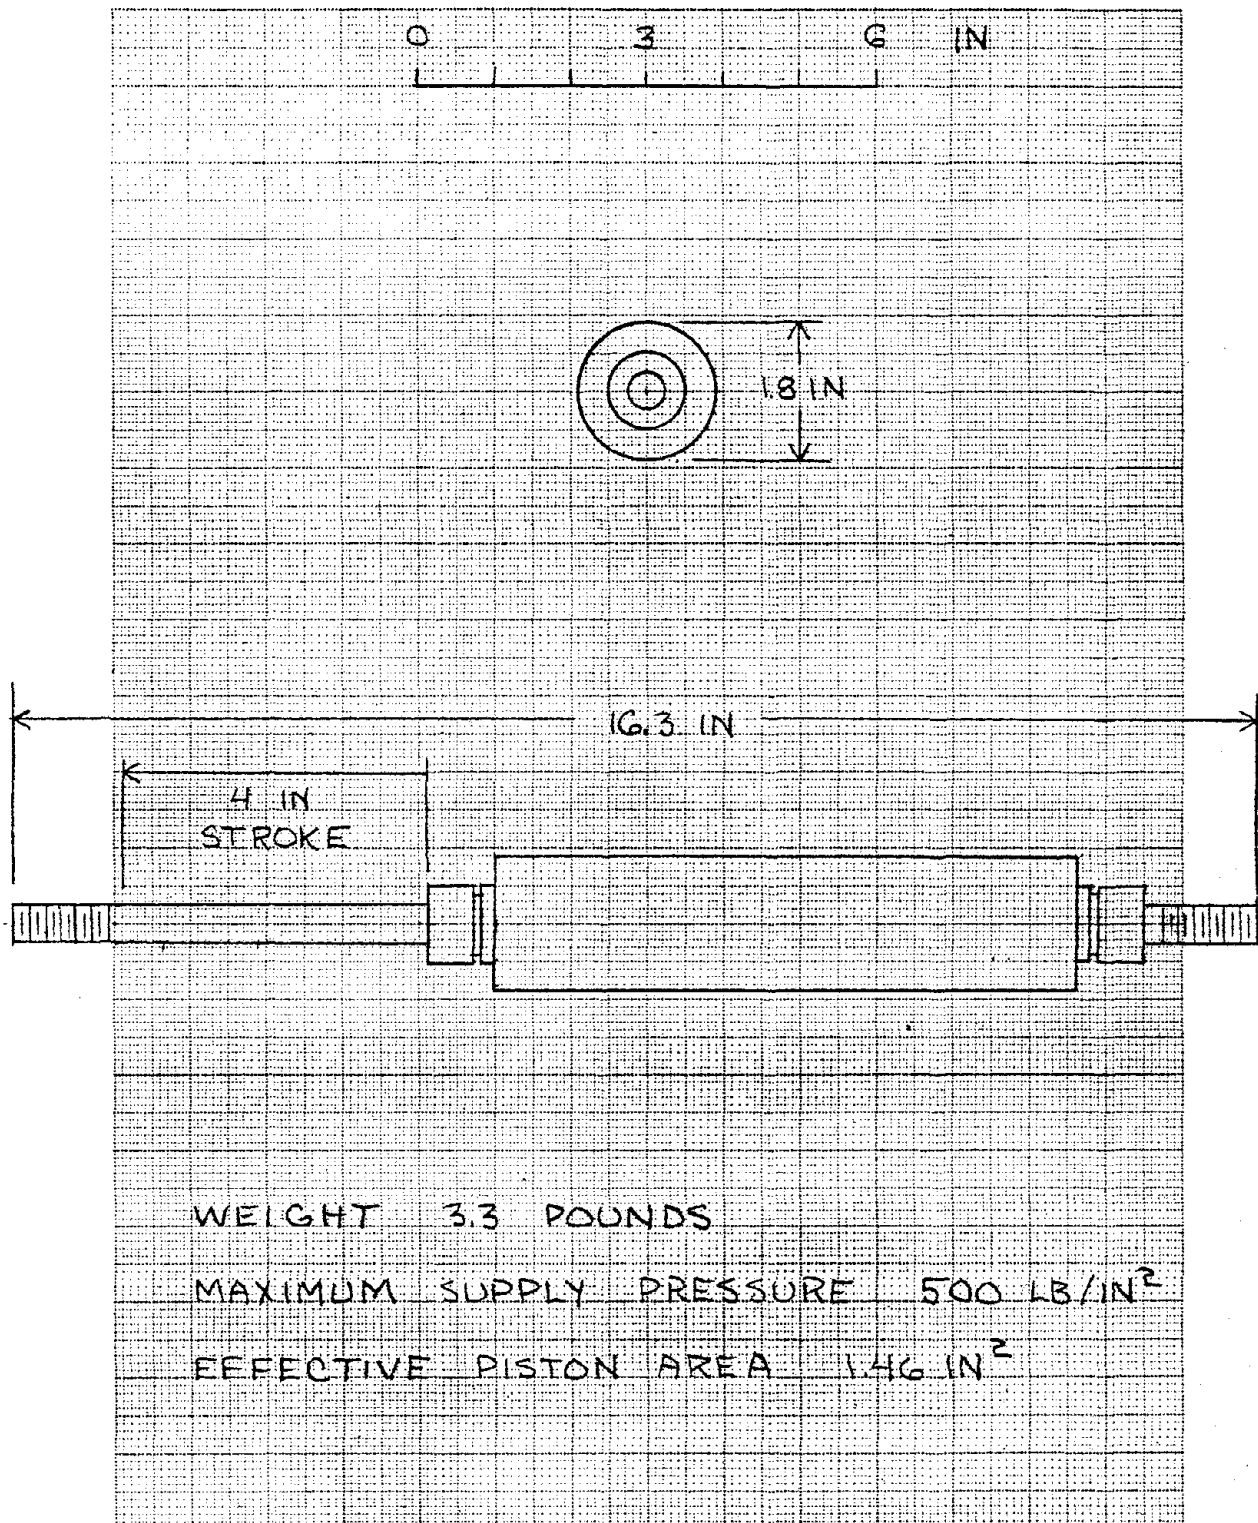 0 3 6 IN
1.8 IN
16.3 IN
4 IN
STROKE
WEIGHT 3.3 POUNDS
MAXIMUM SUPPLY PRESSURE 500 LB/IN²
EFFECTIVE PISTON AREA 1.46 IN²